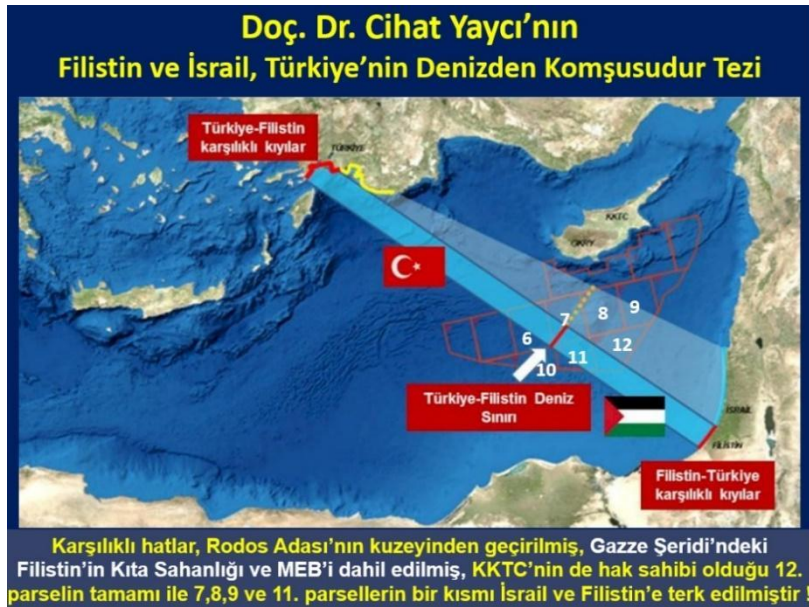 Doç. Dr. Cihat Yaycı’nın
Filistin ve İsrail, Türkiye’nin Denizden Komşusudur Tezi
Türkiye-Filistin
karşılıklı kıyılar
TÜRKİYE
KKTC
GKRY
9
8
7
12
6
11
10
Türkiye-Filistin Deniz
Sınırı
İSRAİL
FİLİSTİN
Filistin-Türkiye
karşılıklı kıyılar
Karşılıklı hatlar, Rodos Adası’nın kuzeyinden geçirilmiş, Gazze Şeridi’ndeki
Filistin’in Kıta Sahanlığı ve MEB’i dahil edilmiş, KKTC’nin de hak sahibi olduğu 12.
parselin tamamı ile 7,8,9 ve 11. parsellerin bir kısmı İsrail ve Filistin’e terk edilmiştir